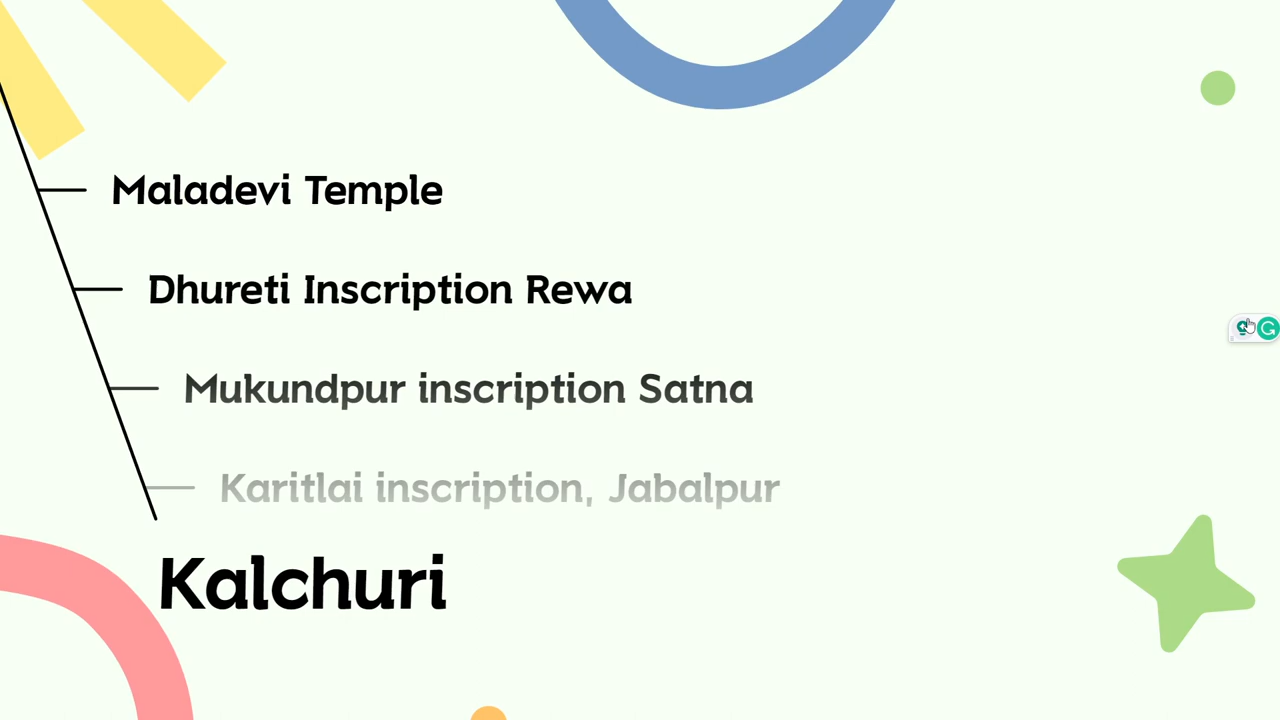 Maladevi Temple
Dhureti Inscription Rewa
Mukundpur inscription Satna
Karitlai inscription, Jabalpur
Kalchuri